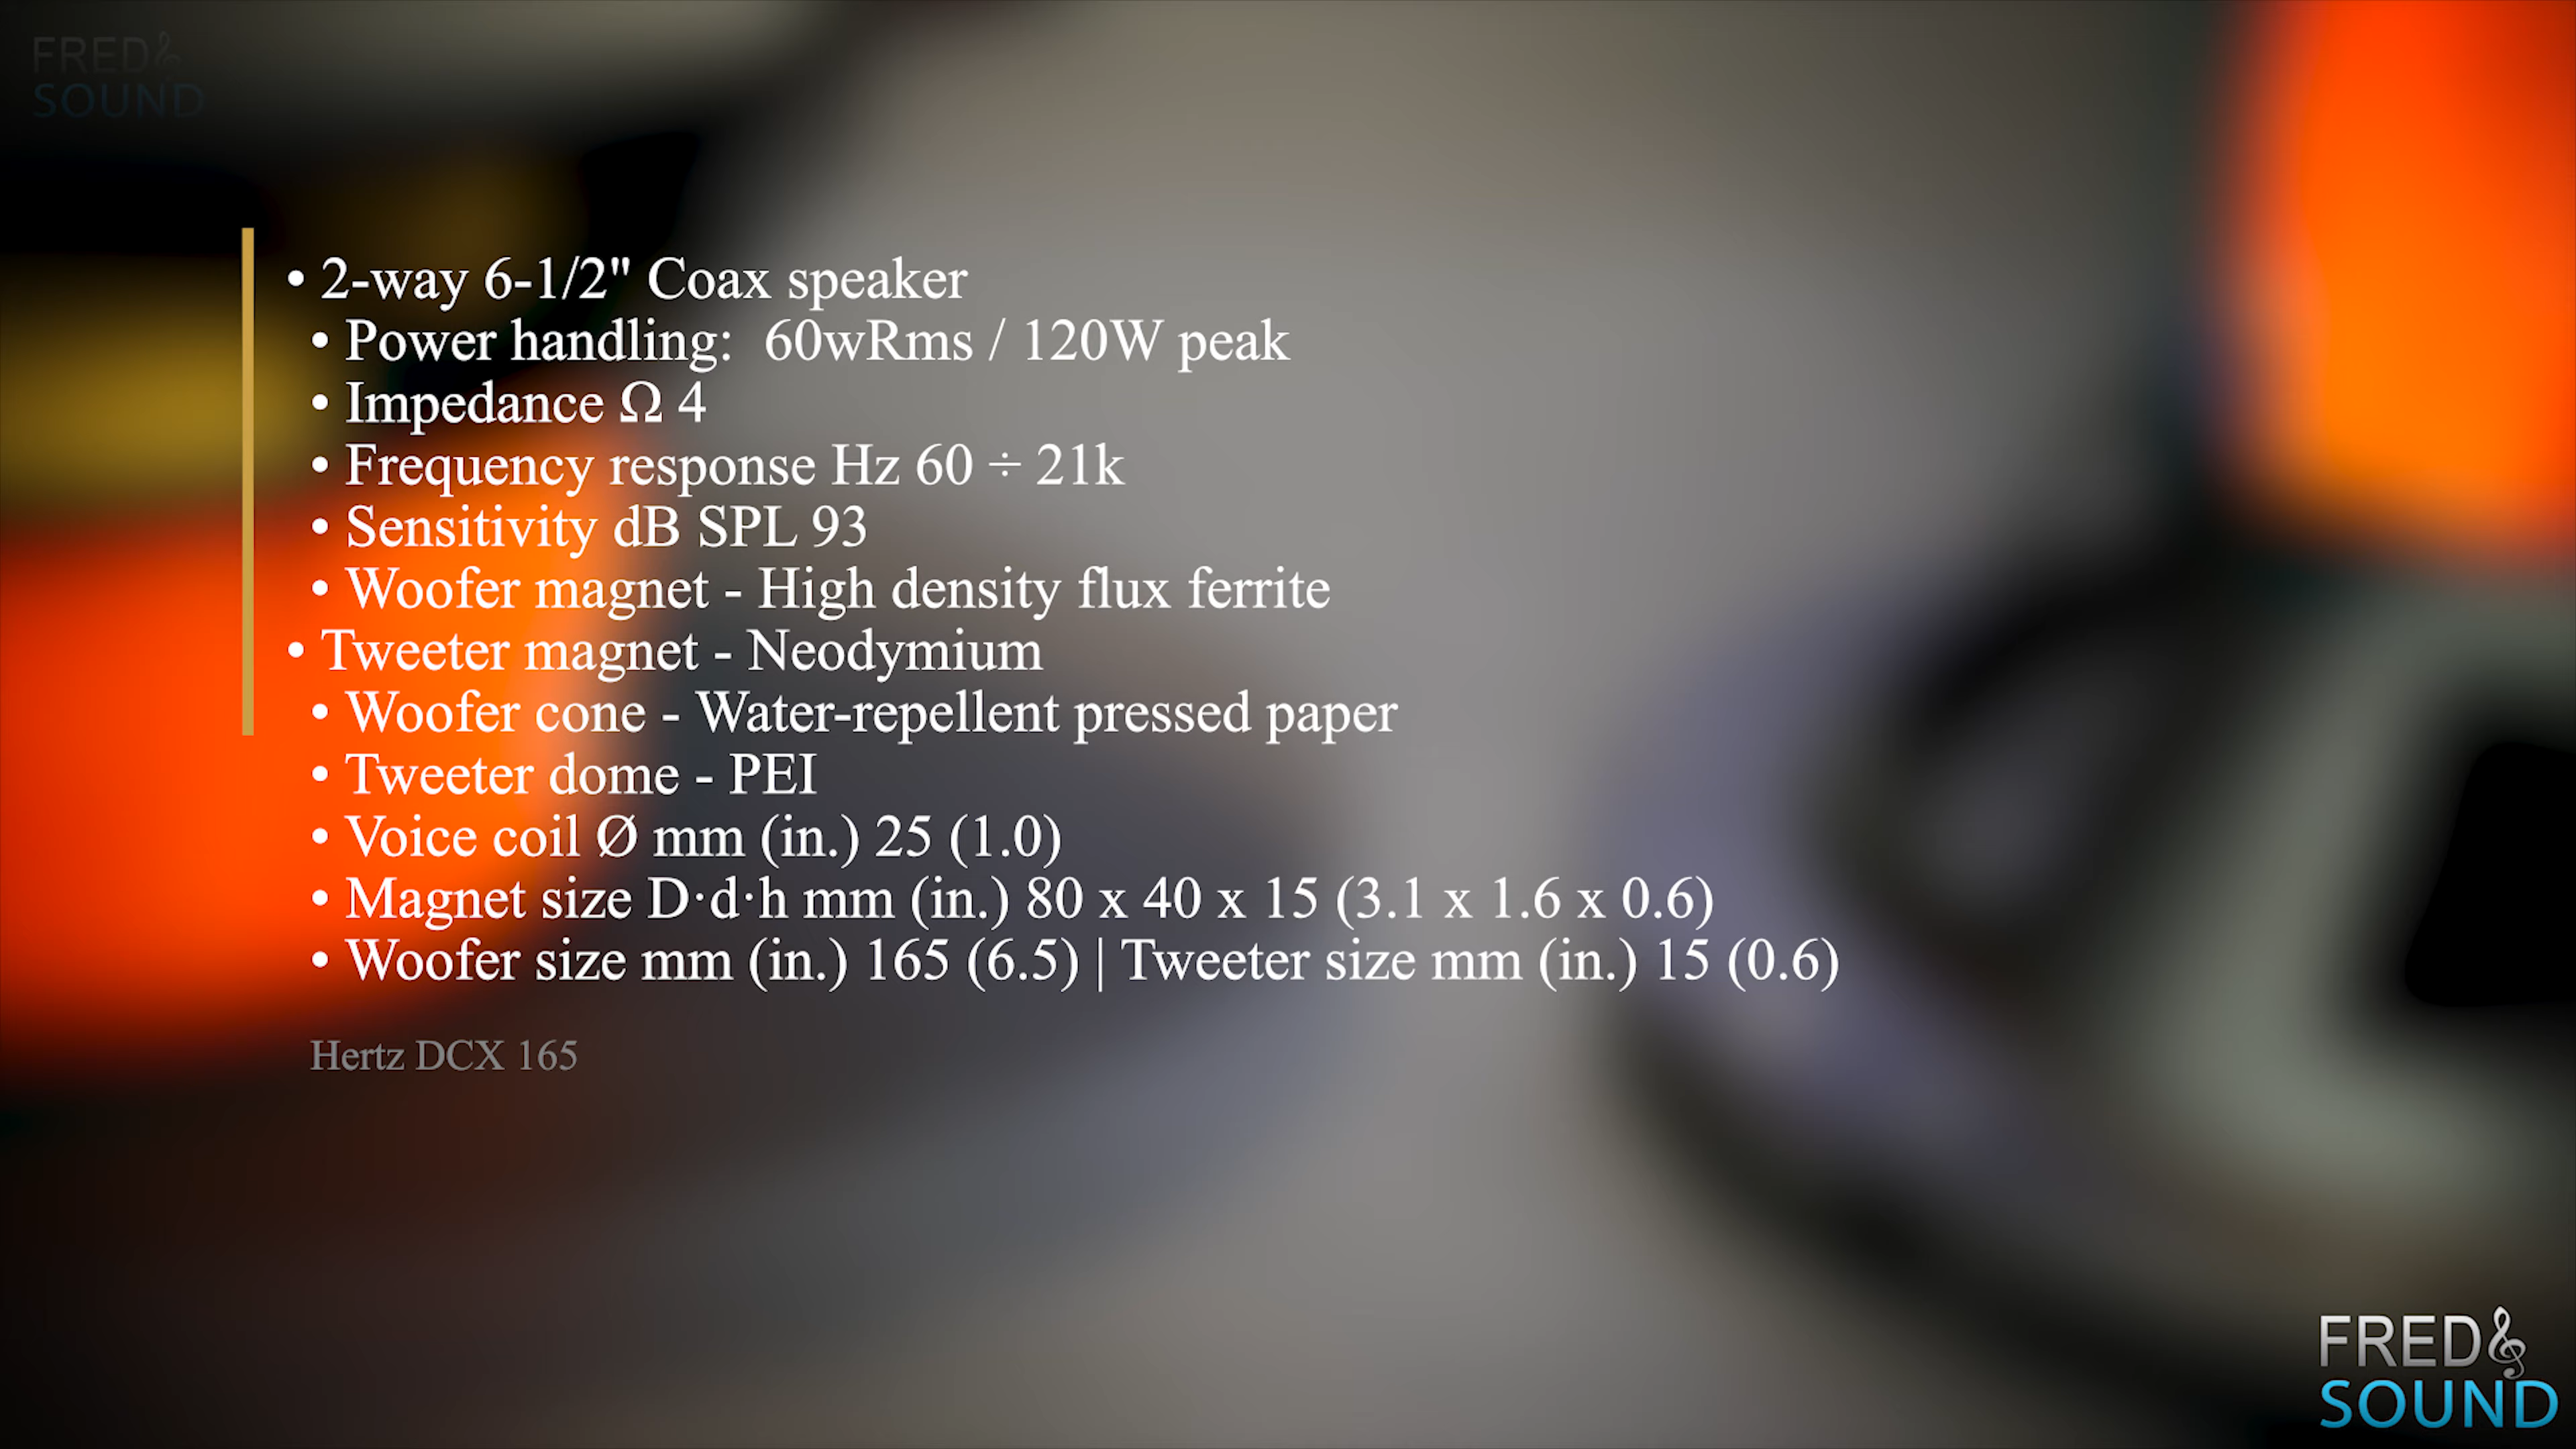 FRED
SOUND
• 2-way 6-1/2" Coax speaker
• Power handling:  60wRms / 120W peak
• Impedance Ω 4
• Frequency response Hz 60 ÷ 21k
• Sensitivity dB SPL 93
• Woofer magnet - High density flux ferrite
• Tweeter magnet - Neodymium
• Woofer cone - Water-repellent pressed paper
• Tweeter dome - PEI
• Voice coil Ø mm (in.) 25 (1.0)
• Magnet size D·d·h mm (in.) 80 x 40 x 15 (3.1 x 1.6 x 0.6)
• Woofer size mm (in.) 165 (6.5) | Tweeter size mm (in.) 15 (0.6)
Hertz DCX 165
FRED
SOUND